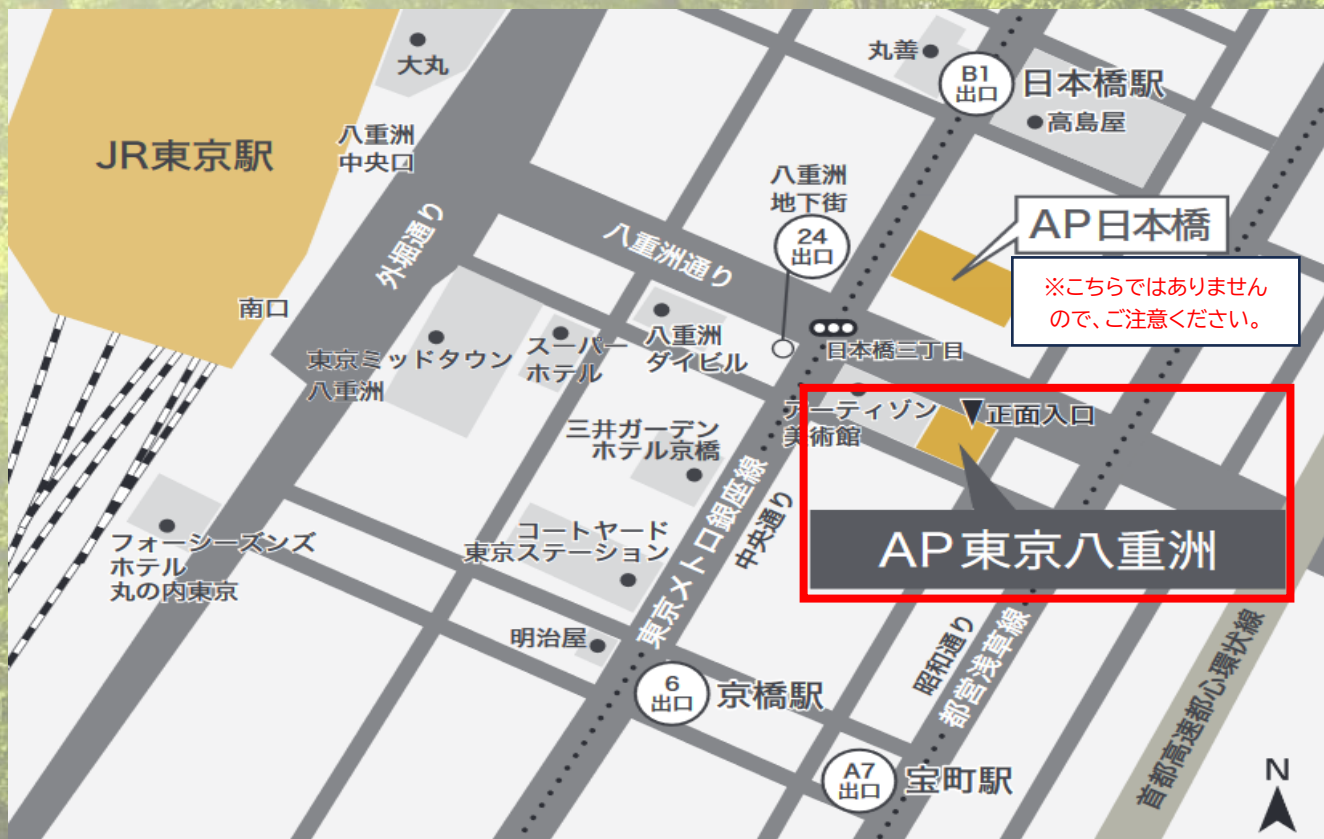 大丸
丸善
B1
出口
日本橋駅
高島屋
JR東京駅
八重洲
中央口
八重洲
地下街
24
出口
AP日本橋
※こちらではありません
ので、ご注意ください。
外堀通り
八重洲通り
南口
東京ミッドタウン
八重洲
スーパー
ホテル
八重洲
ダイビル
日本橋三丁目
アーティゾン
美術館
正面入口
三井ガーデン
ホテル京橋
東京メトロ銀座線
中央通り
AP東京八重洲
コートヤード
東京ステーション
フォーシーズンズ
ホテル
丸の内東京
明治屋
6
出口
京橋駅
昭和通り
都営浅草線
首都高速都心環状線
A7
出口
宝町駅
N